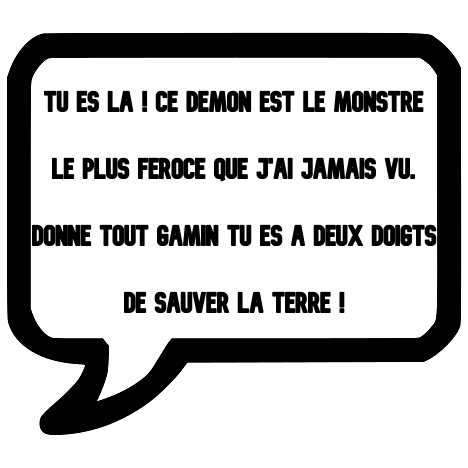 TU ES LA ! CE DEMON EST LE MONSTRE
LE PLUS FEROCE QUE J'AI JAMAIS VU.
DONNE TOUT GAMIN TU ES A DEUX DOIGTS
DE SAUVER LA TERRE !